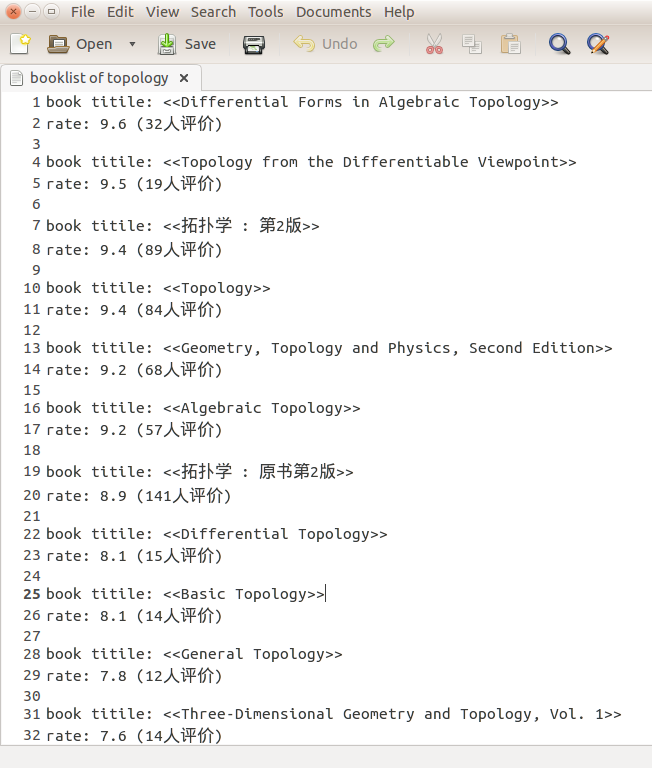 File Edit View Search Tools Documents Help
Open Save Undo
booklist of topology
1 book titile: <<Differential Forms in Algebraic Topology>>
2 rate: 9.6 (32人评价)
3
4 book titile: <<Topology from the Differentiable Viewpoint>>
5 rate: 9.5 (19人评价)
6
7 book titile: <<拓扑学 : 第2版>>
8 rate: 9.4 (89人评价)
9
10 book titile: <<Topology>>
11 rate: 9.4 (84人评价)
12
13 book titile: <<Geometry, Topology and Physics, Second Edition>>
14 rate: 9.2 (68人评价)
15
16 book titile: <<Algebraic Topology>>
17 rate: 9.2 (57人评价)
18
19 book titile: <<拓扑学 : 原书第2版>>
20 rate: 8.9 (141人评价)
21
22 book titile: <<Differential Topology>>
23 rate: 8.1 (15人评价)
24
25 book titile: <<Basic Topology>>
26 rate: 8.1 (14人评价)
27
28 book titile: <<General Topology>>
29 rate: 7.8 (12人评价)
30
31 book titile: <<Three-Dimensional Geometry and Topology, Vol. 1>>
32 rate: 7.6 (14人评价)